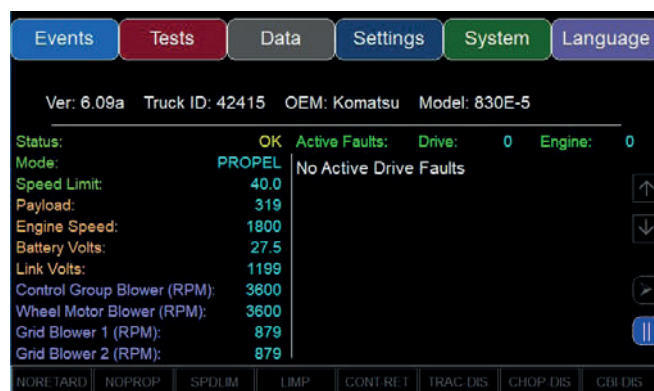 Events Tests Data Settings System Language
Ver: 6.09a Truck ID: 42415 OEM: Komatsu Model: 830E-5
Status: OK Active Faults: Drive: 0 Engine: 0
Mode: PROPEL No Active Drive Faults
Speed Limit: 40.0
Payload: 319
Engine Speed: 1800
Battery Volts: 27.5
Link Volts: 1199
Control Group Blower (RPM): 3600
Wheel Motor Blower (RPM): 3600
Grid Blower 1 (RPM): 879
Grid Blower 2 (RPM): 879
NORETARD NOPROP SPDLIM LIMP CONT-RET TRAC-DIS CHOP-DIS CBI-DIS